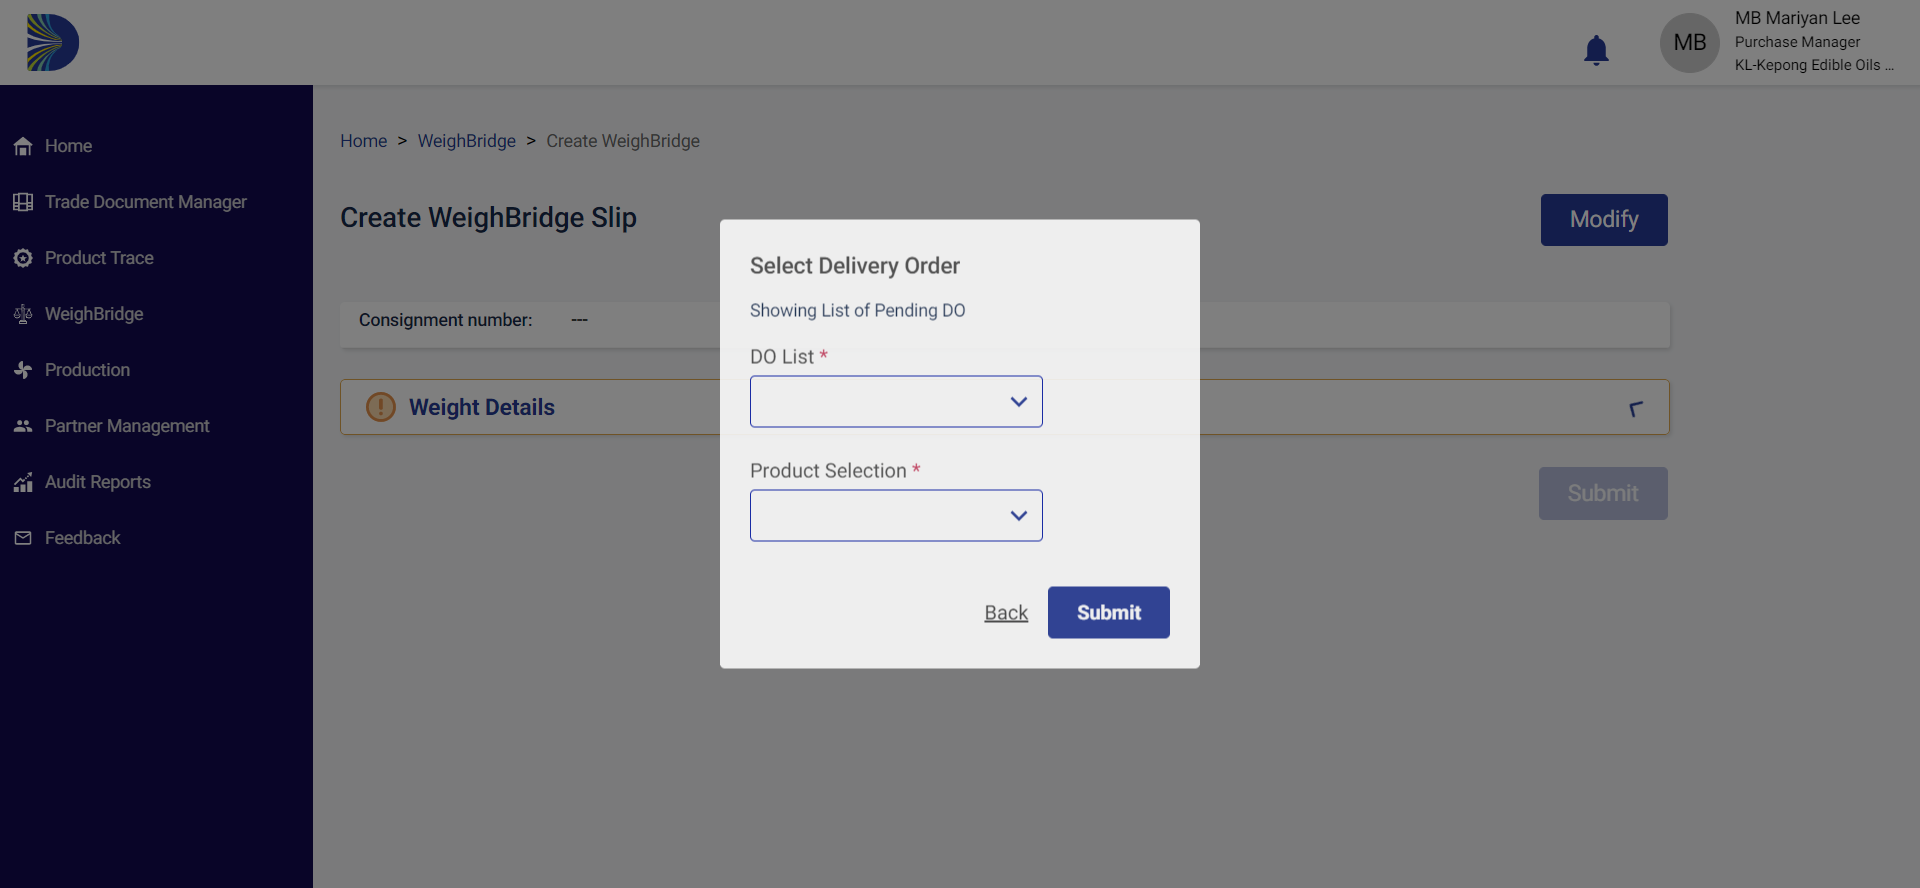 MB
MB Mariyan Lee
Purchase Manager
KL-Kepong Edible Oils ...
Home
Trade Document Manager
Product Trace
WeighBridge
Production
Partner Management
Audit Reports
Feedback
Home > WeighBridge > Create WeighBridge
Create WeighBridge Slip
Modify
Consignment number: ---
Weight Details
Submit
Select Delivery Order
Showing List of Pending DO
DO List *
Product Selection *
Back
Submit